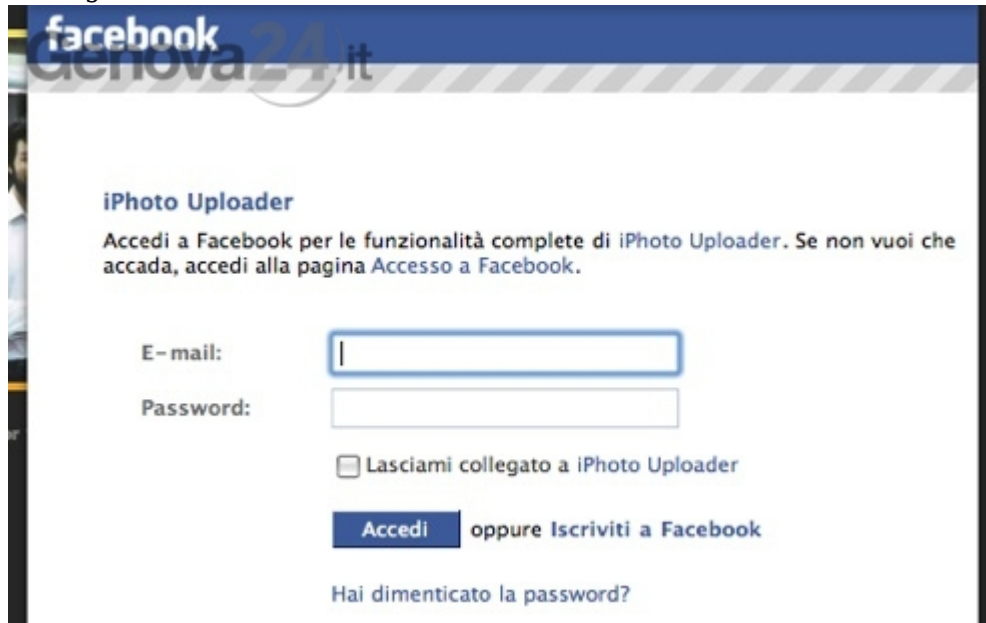 facebook
Genova24.it
iPhoto Uploader
Accedi a Facebook per le funzionalità complete di iPhoto Uploader. Se non vuoi che
accada, accedi alla pagina Accesso a Facebook.
E-mail:
Password:
Lasciami collegato a iPhoto Uploader
Accedi oppure Iscriviti a Facebook
Hai dimenticato la password?